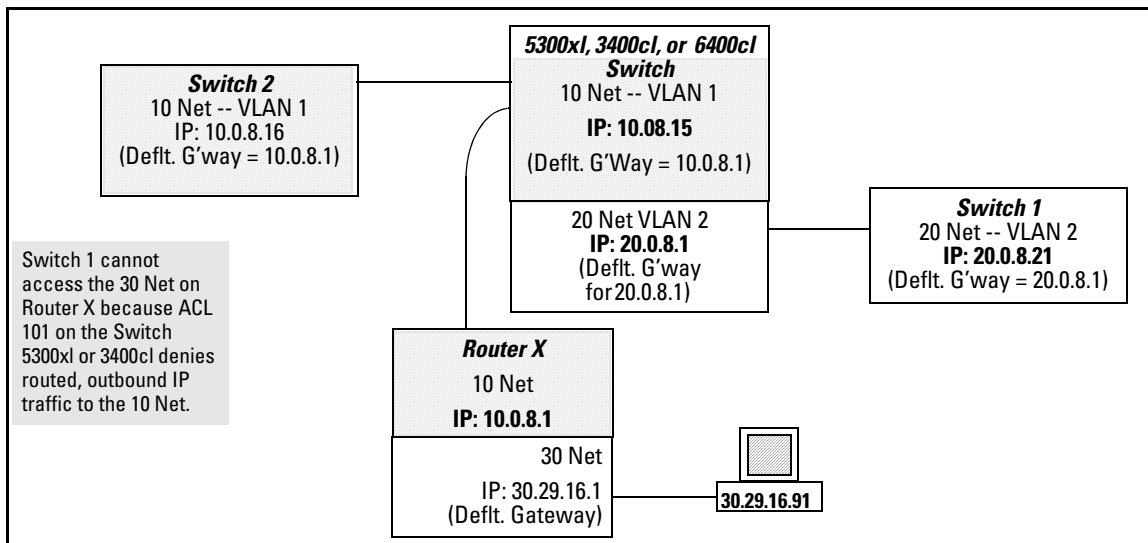 5300xl, 3400cl, or 6400cl
Switch
10 Net -- VLAN 1
IP: 10.08.15
(Deflt. G'Way = 10.0.8.1)
Switch 2
10 Net -- VLAN 1
IP: 10.0.8.16
(Deflt. G'way = 10.0.8.1)
20 Net VLAN 2
IP: 20.0.8.1
(Deflt. G'way
for20.0.8.1)
Switch 1
20 Net -- VLAN 2
IP: 20.0.8.21
(Deflt. G'way = 20.0.8.1)
Switch 1 cannot
access the 30 Net on
Router X because ACL
101 on the Switch
5300xl or 3400cl denies
routed, outbound IP
traffic to the 10 Net.
Router X
10 Net
IP: 10.0.8.1
30 Net
IP: 30.29.16.1
(Deflt. Gateway)
30.29.16.91